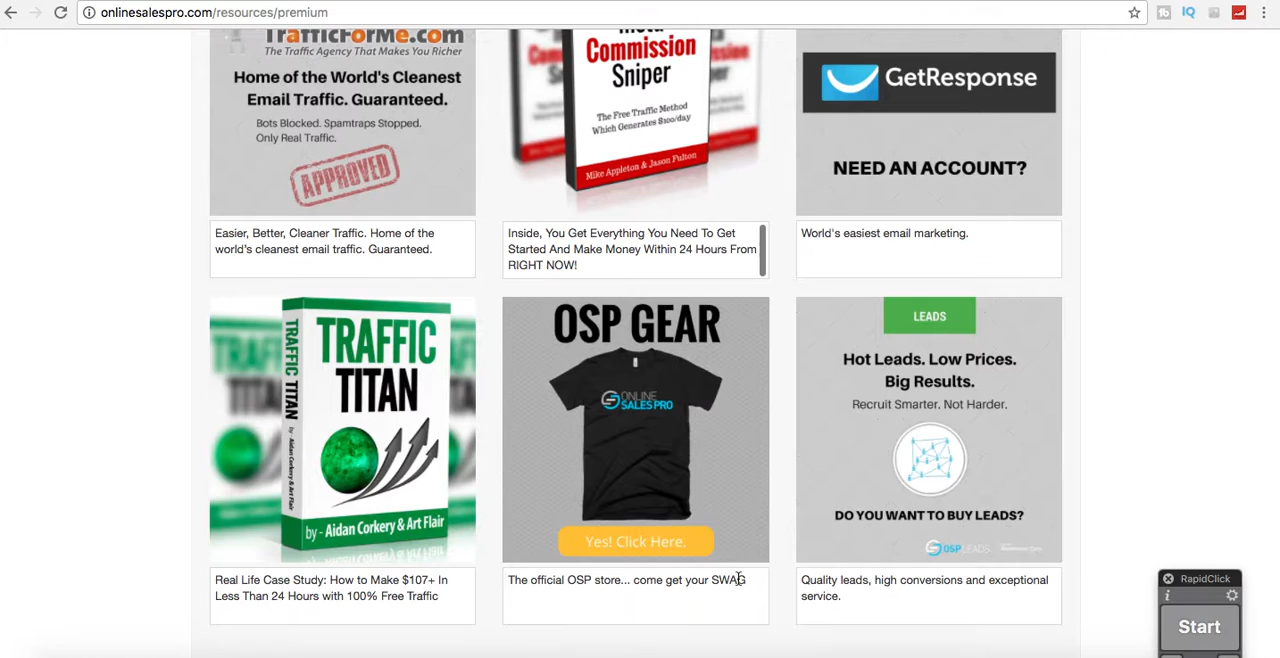 onlinesalespro.com/resources/premium
IQ
TrafficForMe.com
The Traffic Agency That Makes You Richer
Home of the World's Cleanest
Email Traffic. Guaranteed.
Bots Blocked. Spamtraps Stopped.
Only Real Traffic.
APPROVED
Easier, Better, Cleaner Traffic. Home of the
world's cleanest email traffic. Guaranteed.
Commission
Sniper
The Free Traffic Method
Which Generates $100/day
Mike Appleton & Jason Fulton
Inside, You Get Everything You Need To Get
Started And Make Money Within 24 Hours From
RIGHT NOW!
GetResponse
NEED AN ACCOUNT?
World's easiest email marketing.
TRAFFIC TITAN
TRAFFIC
TITAN
by - Aidan Corkery & Art Flair
Real Life Case Study: How to Make $107+ In
Less Than 24 Hours with 100% Free Traffic
OSP GEAR
ONLINE
SALES PRO
Yes! Click Here.
The official OSP store... come get your SWAG
LEADS
Hot Leads. Low Prices.
Big Results.
Recruit Smarter. Not Harder.
DO YOU WANT TO BUY LEADS?
OSP LEADS
Quality leads, high conversions and exceptional
service.
RapidClick
Start